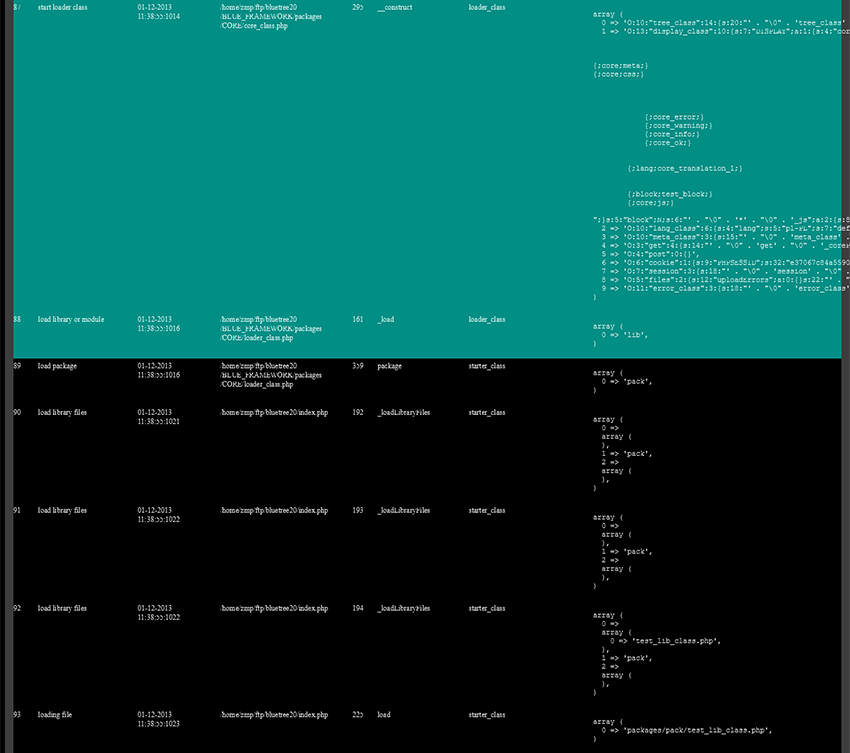 87 start loader class 01-12-2013 /home/zmp/ftp/bluetree20 295 __construct loader_class
11:38:55:1014 /BLUE_FRAMEWORK/packages
/CORE/core_class.php
array (
0 => 'O:10:"tree_class":14:{s:20:"' . "\0" . 'tree_class'
1 => 'O:13:"display_class":10:{s:7:"DISPLAY";a:1:{s:4:"cor
{;core;meta;}
{;core;css;}
{;core_error;}
{;core_warning;}
{;core_info;}
{;core_ok;}
{;lang;core_translation_1;}
{;block;test_block;}
{;core;js;}
";}s:5:"block";N;s:6:"' . "\0" . '*' . "\0" . '_js";a:2:{s:8
2 => 'O:10:"lang_class":6:{s:4:"lang";s:5:"pl-PL";s:7:"def
3 => 'O:10:"meta_class":3:{s:15:"' . "\0" . 'meta_class' .
4 => 'O:3:"get":4:{s:14:"' . "\0" . 'get' . "\0" . '_coreP
5 => 'O:4:"post":0:{}',
6 => 'O:6:"cookie":1:{s:9:"PHPSESSID";s:32:"e37067c84a5590
7 => 'O:7:"session":3:{s:18:"' . "\0" . 'session' . "\0" .
8 => 'O:5:"files":2:{s:12:"uploadErrors";a:0:{}s:22:"' . "
9 => 'O:11:"error_class":3:{s:18:"' . "\0" . 'error_class'
)
88 load library or module 01-12-2013 /home/zmp/ftp/bluetree20 161 _load loader_class
11:38:55:1016 /BLUE_FRAMEWORK/packages
/CORE/loader_class.php
array (
0 => 'lib',
)
89 load package 01-12-2013 /home/zmp/ftp/bluetree20 359 package starter_class
11:38:55:1016 /BLUE_FRAMEWORK/packages
/CORE/loader_class.php
array (
0 => 'pack',
)
90 load library files 01-12-2013 /home/zmp/ftp/bluetree20/index.php 192 _loadLibraryFiles starter_class
11:38:55:1021
array (
0 =>
array (
),
1 => 'pack',
2 =>
array (
),
)
91 load library files 01-12-2013 /home/zmp/ftp/bluetree20/index.php 193 _loadLibraryFiles starter_class
11:38:55:1022
array (
0 =>
array (
),
1 => 'pack',
2 =>
array (
),
)
92 load library files 01-12-2013 /home/zmp/ftp/bluetree20/index.php 194 _loadLibraryFiles starter_class
11:38:55:1022
array (
0 =>
array (
0 => 'test_lib_class.php',
),
1 => 'pack',
2 =>
array (
),
)
93 loading file 01-12-2013 /home/zmp/ftp/bluetree20/index.php 225 load starter_class
11:38:55:1023
array (
0 => 'packages/pack/test_lib_class.php',
)